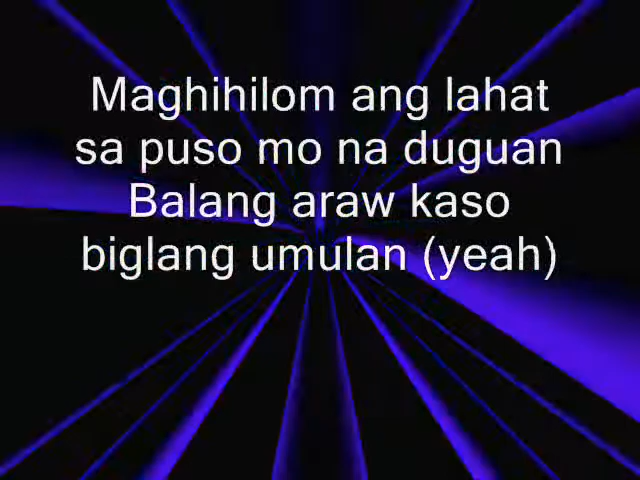 Maghihilom ang lahat
sa puso mo na duguan
Balang araw kaso
biglang umulan (yeah)